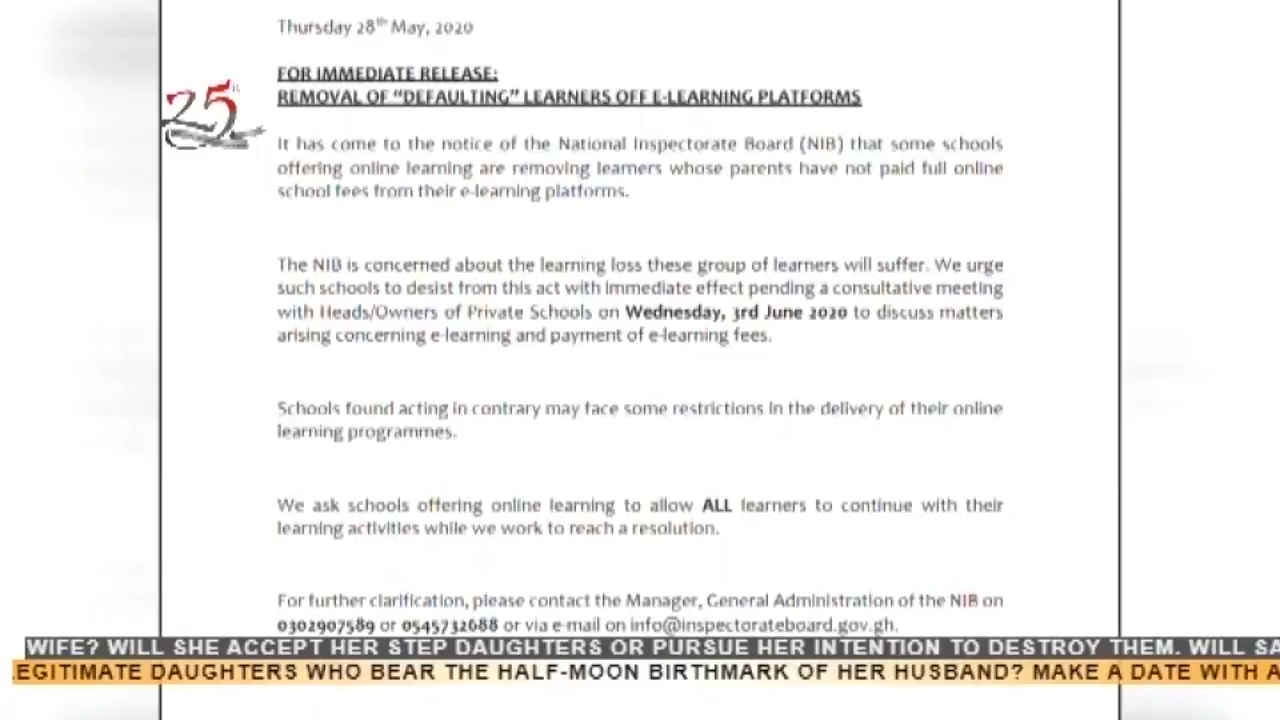 Thursday 28th May, 2020
FOR IMMEDIATE RELEASE:
REMOVAL OF “DEFAULTING” LEARNERS OFF E-LEARNING PLATFORMS
25th
It has come to the notice of the National Inspectorate Board (NIB) that some schools
offering online learning are removing learners whose parents have not paid full online
school fees from their e-learning platforms.
The NIB is concerned about the learning loss these group of learners will suffer. We urge
such schools to desist from this act with immediate effect pending a consultative meeting
with Heads/Owners of Private Schools on Wednesday, 3rd June 2020 to discuss matters
arising concerning e-learning and payment of e-learning fees.
Schools found acting in contrary may face some restrictions in the delivery of their online
learning programmes.
We ask schools offering online learning to allow ALL learners to continue with their
learning activities while we work to reach a resolution.
For further clarification, please contact the Manager, General Administration of the NIB on
0302907589 or 0545732688 or via e-mail on info@inspectorateboard.gov.gh.
WIFE? WILL SHE ACCEPT HER STEP DAUGHTERS OR PURSUE HER INTENTION TO DESTROY THEM. WILL SA
EGITIMATE DAUGHTERS WHO BEAR THE HALF-MOON BIRTHMARK OF HER HUSBAND? MAKE A DATE WITH A